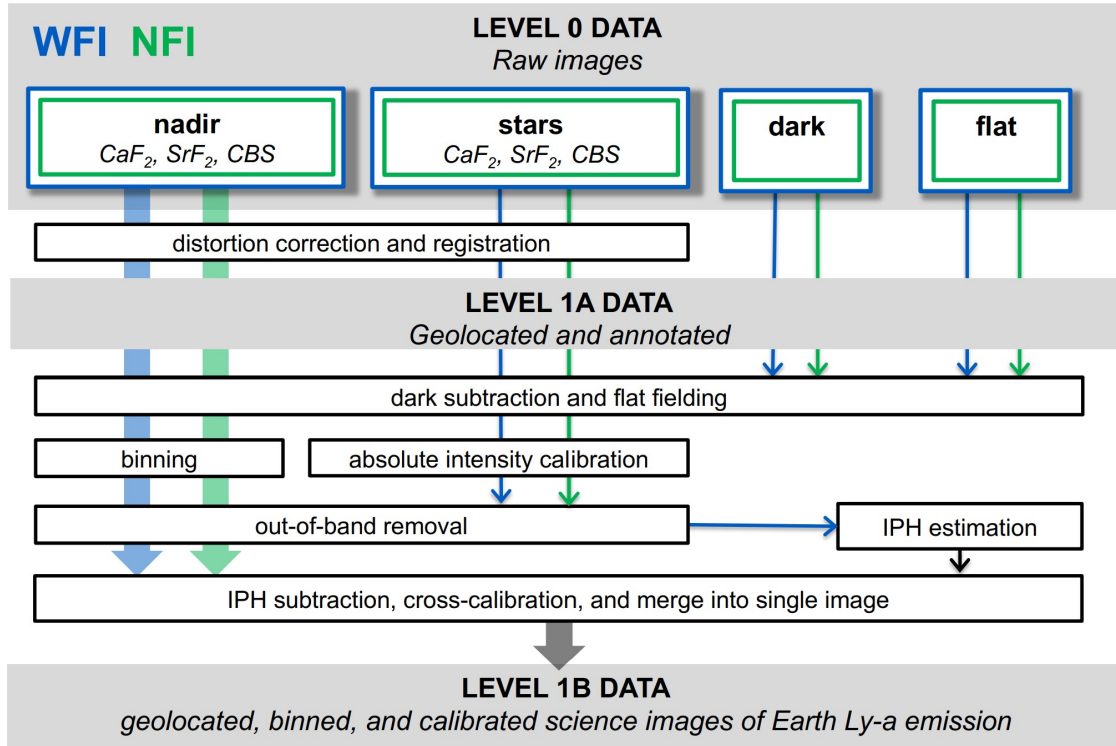 WFI NFI
LEVEL 0 DATA
Raw images
nadir
CaF₂, SrF₂, CBS
stars
CaF₂, SrF₂, CBS
dark
flat
distortion correction and registration
LEVEL 1A DATA
Geolocated and annotated
dark subtraction and flat fielding
binning
absolute intensity calibration
out-of-band removal
IPH estimation
IPH subtraction, cross-calibration, and merge into single image
LEVEL 1B DATA
geolocated, binned, and calibrated science images of Earth Ly-a emission